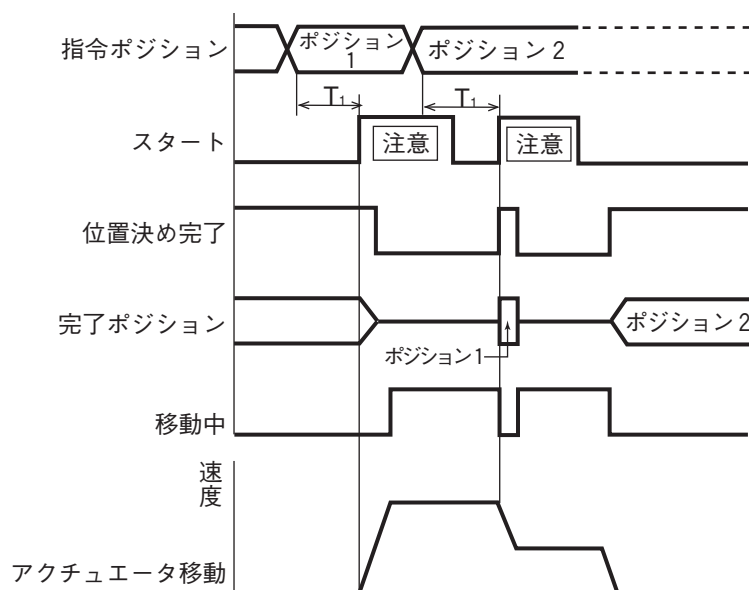 指令ポジション
ポジション
1
ポジション 2
T₁
T₁
スタート
注意
注意
位置決め完了
完了ポジション
ポジション2
ポジション1
移動中
速度
アクチュエータ移動